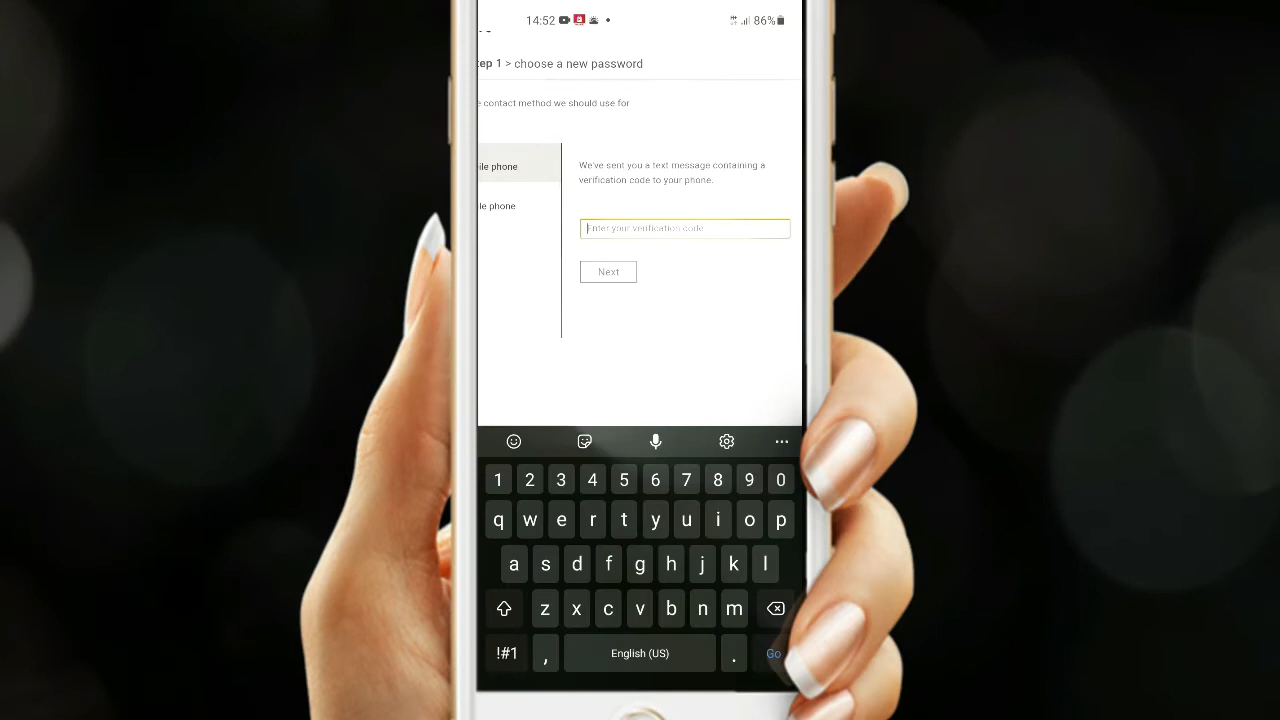 14:52 86%
tep 1 > choose a new password
e contact method we should use for
ile phone
le phone
We've sent you a text message containing a
verification code to your phone.
Enter your verification code
Next
1 2 3 4 5 6 7 8 9 0
q w e r t y u i o p
a s d f g h j k l
z x c v b n m
!#1 , English (US) . Go